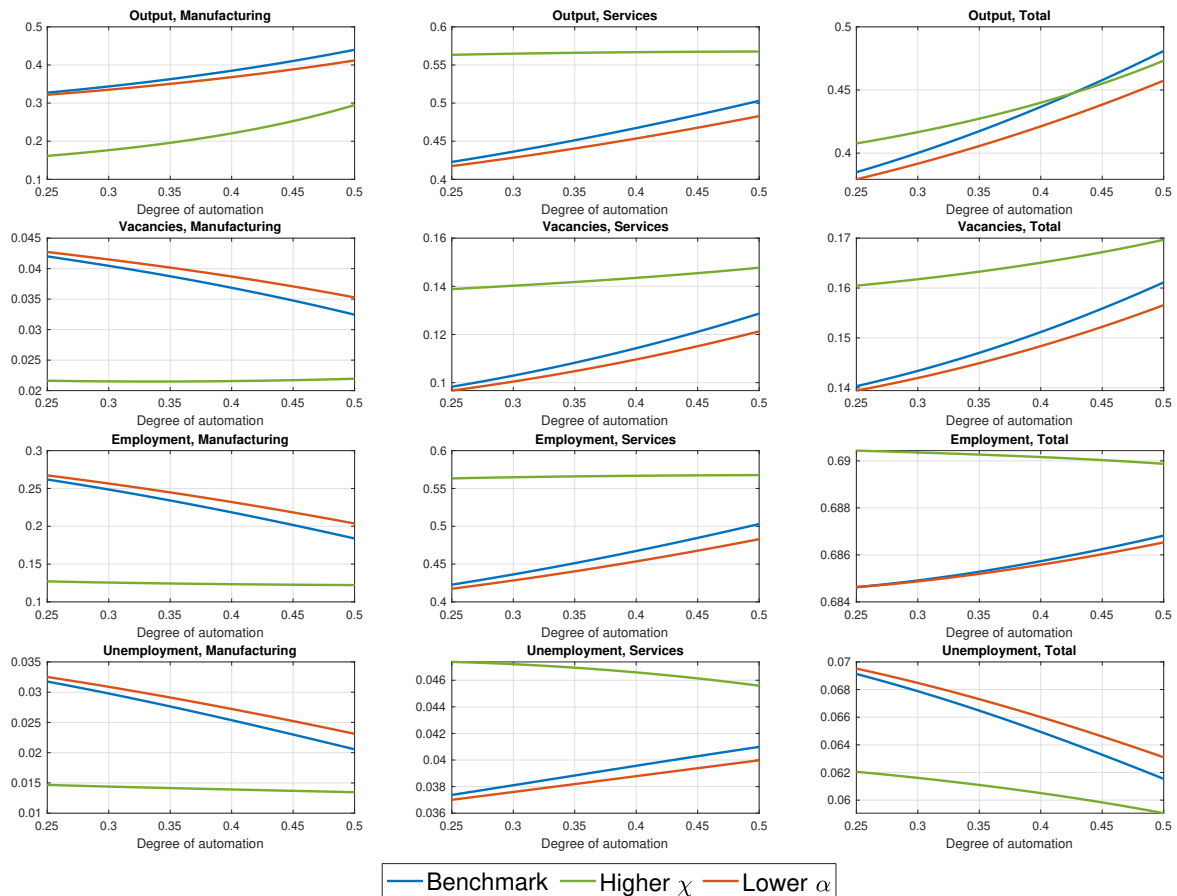 Output, Manufacturing
0.5
0.4
0.3
0.2
0.1
0.25 0.3 0.35 0.4 0.45 0.5
Degree of automation
Output, Services
0.6
0.55
0.5
0.45
0.4
0.25 0.3 0.35 0.4 0.45 0.5
Degree of automation
Output, Total
0.5
0.45
0.4
0.25 0.3 0.35 0.4 0.45 0.5
Degree of automation
Vacancies, Manufacturing
0.045
0.04
0.035
0.03
0.025
0.02
0.25 0.3 0.35 0.4 0.45 0.5
Degree of automation
Vacancies, Services
0.16
0.14
0.12
0.1
0.25 0.3 0.35 0.4 0.45 0.5
Degree of automation
Vacancies, Total
0.17
0.16
0.15
0.14
0.25 0.3 0.35 0.4 0.45 0.5
Degree of automation
Employment, Manufacturing
0.3
0.25
0.2
0.15
0.1
0.25 0.3 0.35 0.4 0.45 0.5
Degree of automation
Employment, Services
0.6
0.55
0.5
0.45
0.4
0.25 0.3 0.35 0.4 0.45 0.5
Degree of automation
Employment, Total
0.69
0.688
0.686
0.684
0.25 0.3 0.35 0.4 0.45 0.5
Degree of automation
Unemployment, Manufacturing
0.035
0.03
0.025
0.02
0.015
0.01
0.25 0.3 0.35 0.4 0.45 0.5
Degree of automation
Unemployment, Services
0.046
0.044
0.042
0.04
0.038
0.036
0.25 0.3 0.35 0.4 0.45 0.5
Degree of automation
Unemployment, Total
0.07
0.068
0.066
0.064
0.062
0.06
0.25 0.3 0.35 0.4 0.45 0.5
Degree of automation
Benchmark Higher χ Lower α